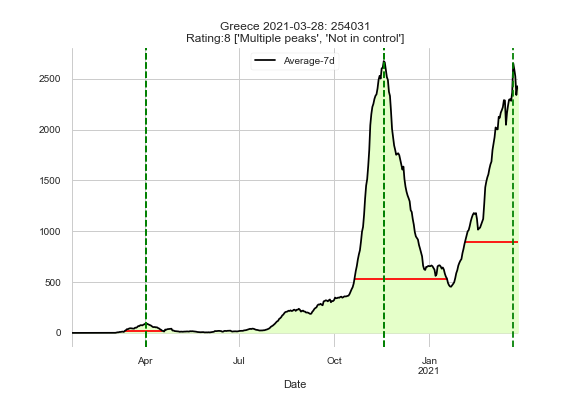 Greece 2021-03-28: 254031
Rating:8 ['Multiple peaks', 'Not in control']
Average-7d
2500
2000
1500
1000
500
0
Apr
Jul
Oct
Jan
2021
Date